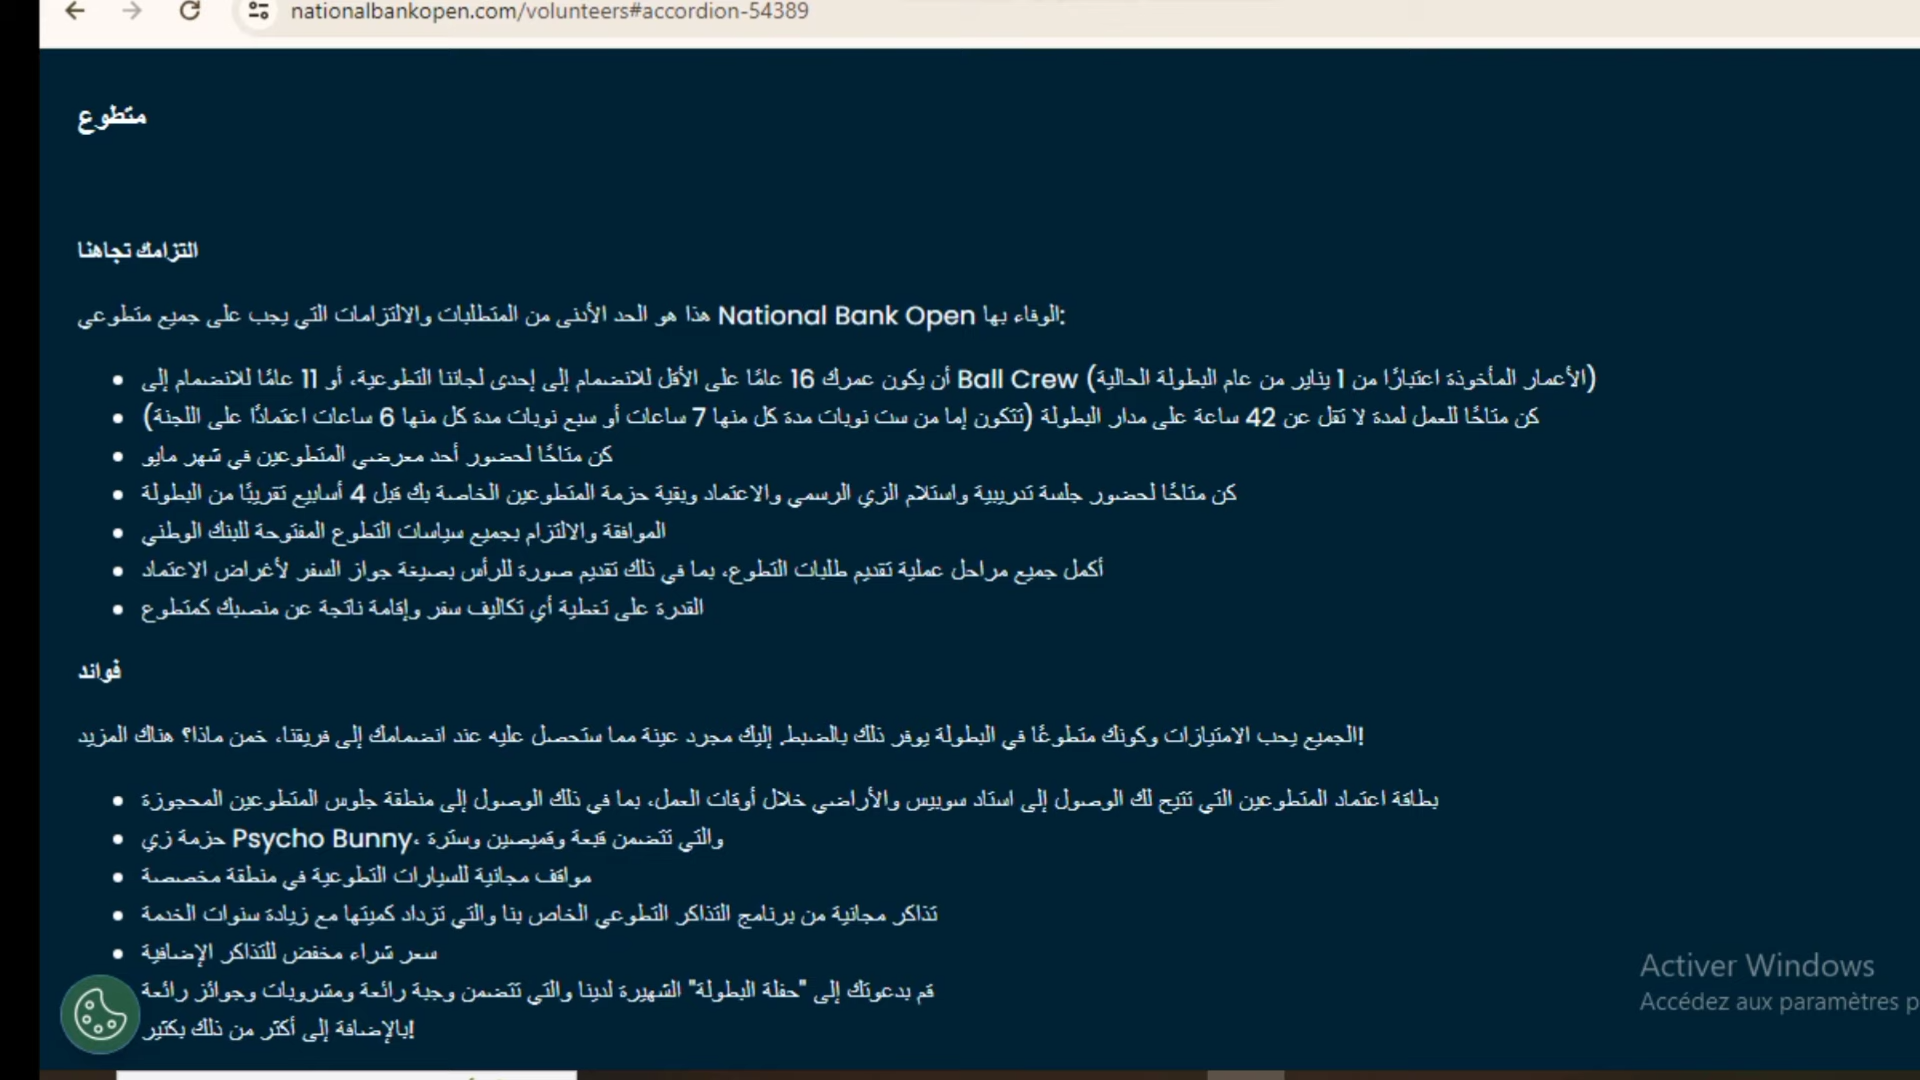 nationalbankopen.com/volunteers#accordion-54389
متطوع
التزامك تجاهنا
هذا هو الحد الأدنى من المتطلبات والالتزامات التي يجب على جميع متطوعي National Bank Open الوفاء بها:
أن يكون عمرك 16 عامًا على الأقل للانضمام إلى إحدى لجاننا التطوعية، أو 11 عامًا للانضمام إلى Ball Crew (الأعمار المأخوذة اعتبارًا من 1 يناير من عام البطولة الحالية)
كن متاحًا للعمل لمدة لا تقل عن 42 ساعة على مدار البطولة (تتكون إما من ست نوبات مدة كل منها 7 ساعات أو سبع نوبات مدة كل منها 6 ساعات اعتمادًا على اللجنة)
كن متاحًا لحضور أحد معرضي المتطوعين في شهر مايو
كن متاحًا لحضور جلسة تدريبية واستلام الزي الرسمي والاعتماد وبقية حزمة المتطوعين الخاصة بك قبل 4 أسابيع تقريبًا من البطولة
الموافقة والالتزام بجميع سياسات التطوع المفتوحة للبنك الوطني
أكمل جميع مراحل عملية تقديم طلبات التطوع، بما في ذلك تقديم صورة للرأس بصيغة جواز السفر لأغراض الاعتماد
القدرة على تغطية أي تكاليف سفر وإقامة ناتجة عن منصبك كمتطوع
فوائد
الجميع يحب الامتيازات وكونك متطوعًا في البطولة يوفر ذلك بالضبط. إليك مجرد عينة مما ستحصل عليه عند انضمامك إلى فريقنا، خمن ماذا؟ هناك المزيد!
بطاقة اعتماد المتطوعين التي تتيح لك الوصول إلى استاد سوبيس والأراضي خلال أوقات العمل، بما في ذلك الوصول إلى منطقة جلوس المتطوعين المحجوزة
حزمة زي Psycho Bunny، والتي تتضمن قبعة وقميصين وسترة
مواقف مجانية للسيارات التطوعية في منطقة مخصصة
تذاكر مجانية من برنامج التذاكر التطوعي الخاص بنا والتي تزداد كميتها مع زيادة سنوات الخدمة
سعر شراء مخفض للتذاكر الإضافية
قم بدعوتك إلى "حفلة البطولة" الشهيرة لدينا والتي تتضمن وجبة رائعة ومشروبات وجوائز رائعة
بالإضافة إلى أكثر من ذلك بكثير!
Activer Windows
Accédez aux paramètres p